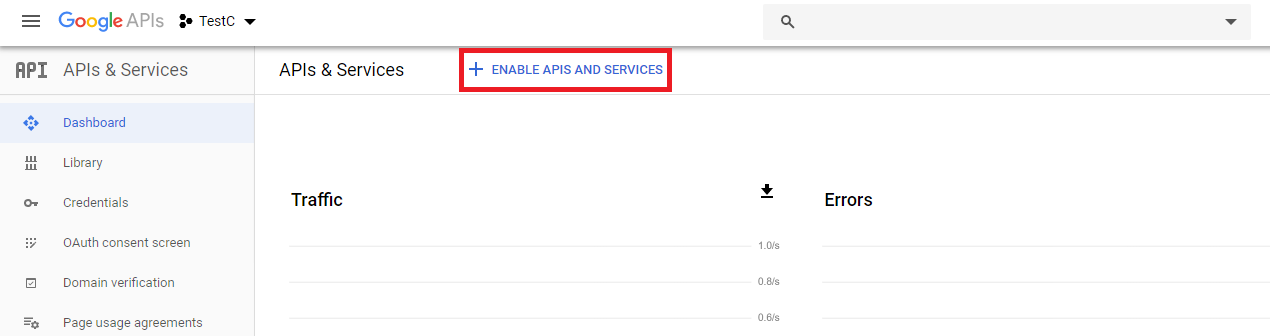 Google APIs TestC
API APIs & Services
APIs & Services + ENABLE APIS AND SERVICES
Dashboard
Library
Credentials
OAuth consent screen
Domain verification
Page usage agreements
Traffic
1.0/s
0.8/s
0.6/s
Errors